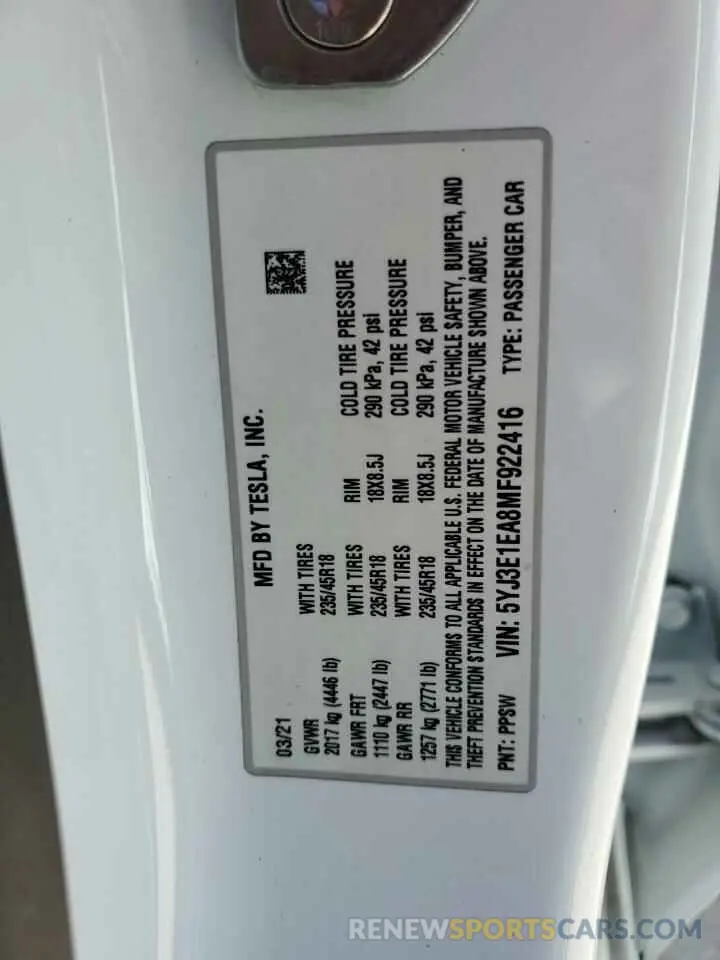 MFD BY TESLA, INC.
03/21
GVWR WITH TIRES
2017 kg (4446 lb) 235/45R18
GAWR FRT WITH TIRES RIM COLD TIRE PRESSURE
1110 kg (2447 lb) 235/45R18 18X8.5J 290 kPa, 42 psi
GAWR RR WITH TIRES RIM COLD TIRE PRESSURE
1257 kg (2771 lb) 235/45R18 18X8.5J 290 kPa, 42 psi
THIS VEHICLE CONFORMS TO ALL APPLICABLE U.S. FEDERAL MOTOR VEHICLE SAFETY, BUMPER, AND
THEFT PREVENTION STANDARDS IN EFFECT ON THE DATE OF MANUFACTURE SHOWN ABOVE.
PNT: PPSW VIN: 5YJ3E1EA8MF922416 TYPE: PASSENGER CAR
RENEWSPORTSCARS.COM